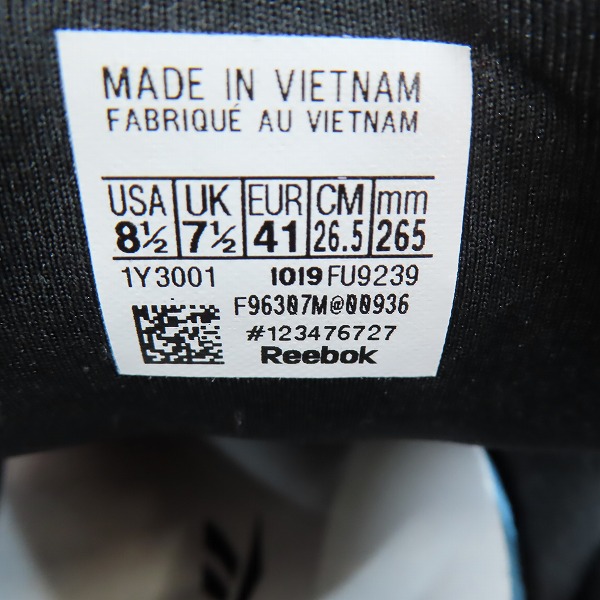 MADE IN VIETNAM
FABRIQUÉ AU VIETNAM
USA UK EUR CM mm
8½ 7½ 41 26.5 265
1Y3001 1019 FU9239
F96307M@00936
#123476727
Reebok